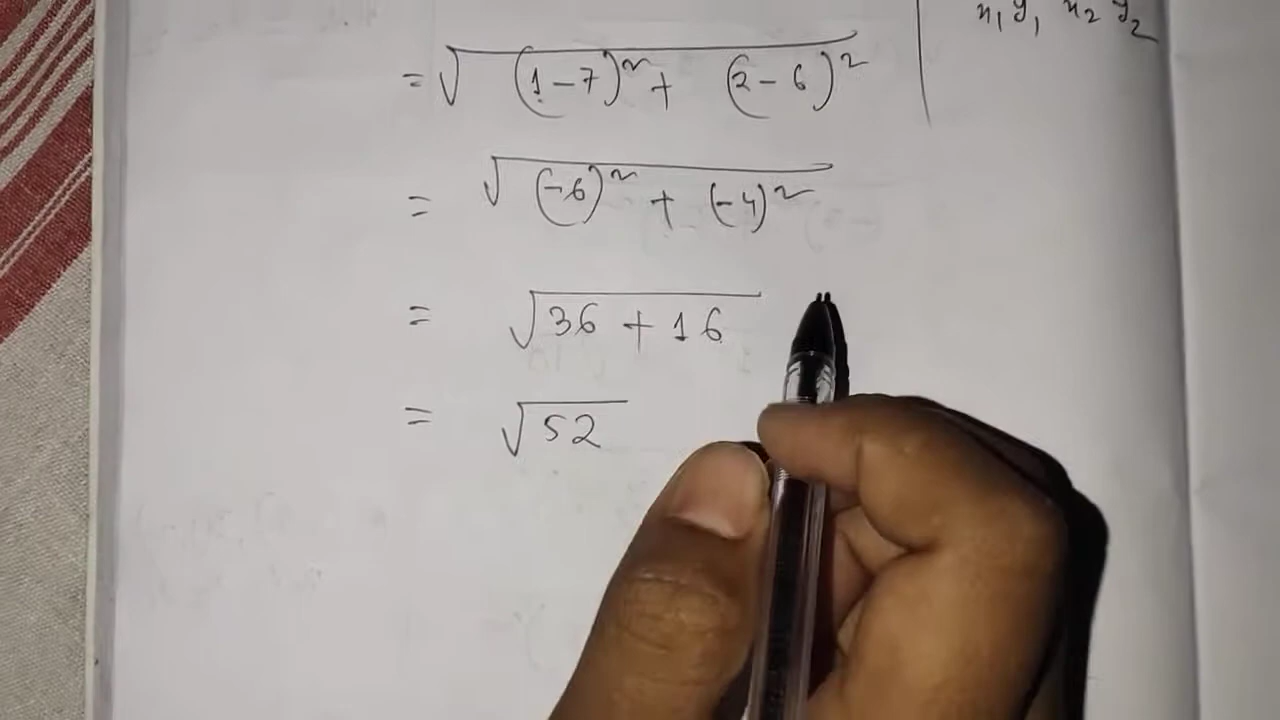 x₁ y₁ x₂ y₂
= √(1-7)² + (2-6)²
= √(-6)² + (-4)²
= √36 + 16
= √52